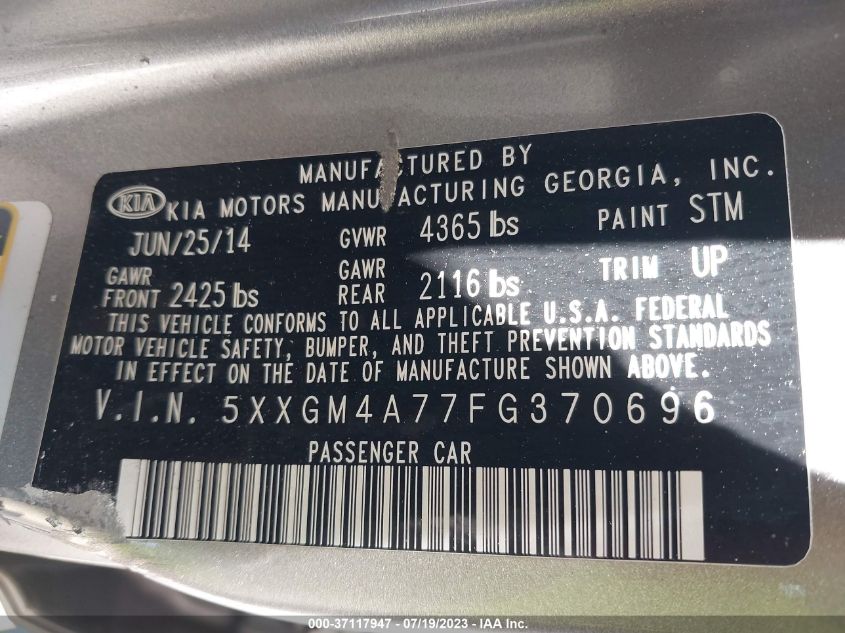 MANUFACTURED BY
KIA KIA MOTORS MANUFACTURING GEORGIA, INC.
JUN/25/14 GVWR 4365 lbs PAINT STM
GAWR FRONT 2425 lbs GAWR REAR 2116 lbs TRIM UP
THIS VEHICLE CONFORMS TO ALL APPLICABLE U.S.A. FEDERAL
MOTOR VEHICLE SAFETY, BUMPER, AND THEFT PREVENTION STANDARDS
IN EFFECT ON THE DATE OF MANUFACTURE SHOWN ABOVE.
V.I.N. 5XXGM4A77FG370696
PASSENGER CAR
000-37117947 - 07/19/2023 - IAA Inc.